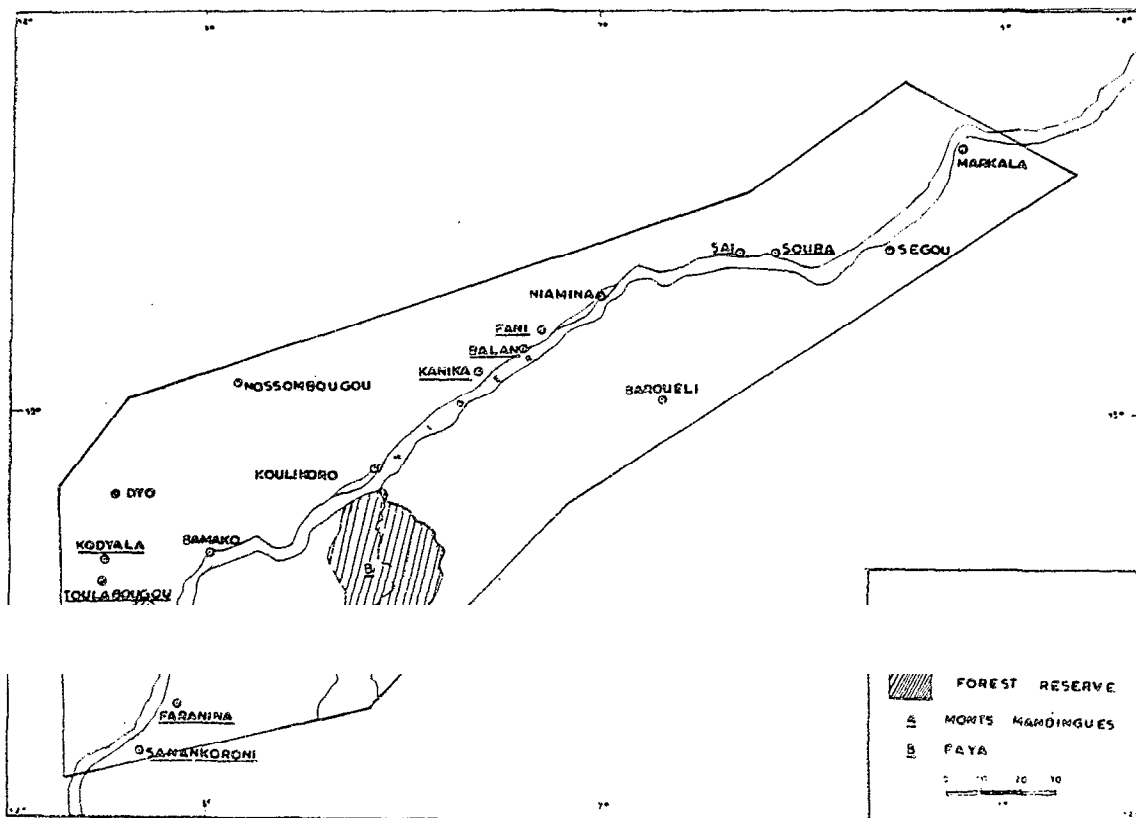 MARKALA
SAI
SOUBA
SEGOU
NIAMINA
FANI
BALAN
KANIKA
NOSSOMBOUGOU
BAROUELI
13°
KOULIKORO
DYO
BAMAKO
KODYALA
B
TOULABOUGOU
FOREST RESERVE
FARANINA
A MONTS MANDINGUES
SANANKORONI
B FAYA